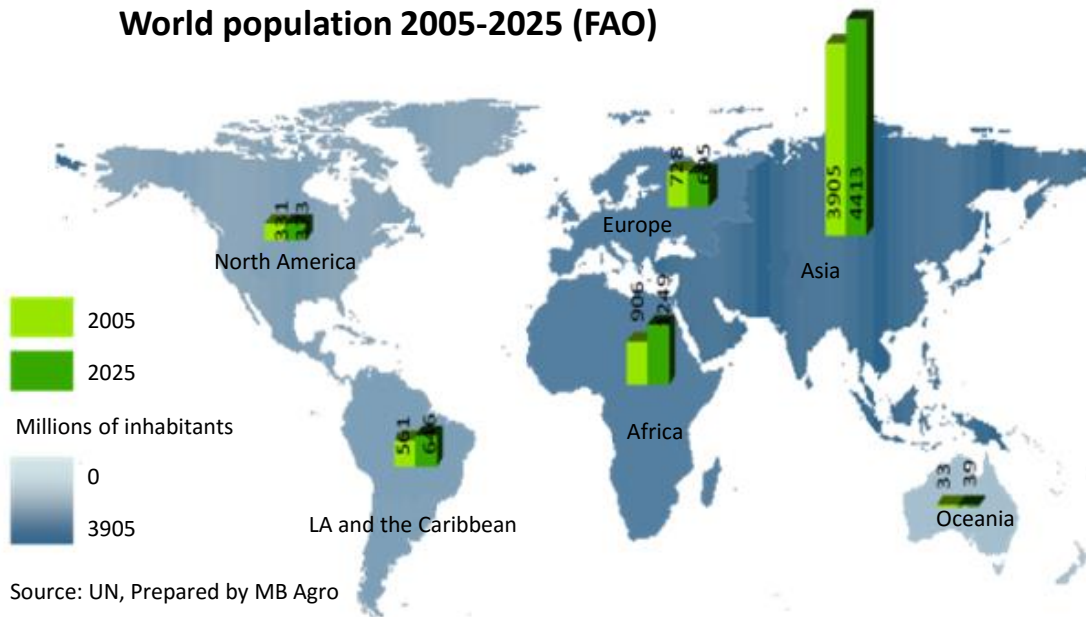 World population 2005-2025 (FAO)
3905
4413
728
Europe
Asia
North America
906
249
2005
2025
Millions of inhabitants
561
Africa
0
33
39
3905
LA and the Caribbean
Oceania
Source: UN, Prepared by MB Agro